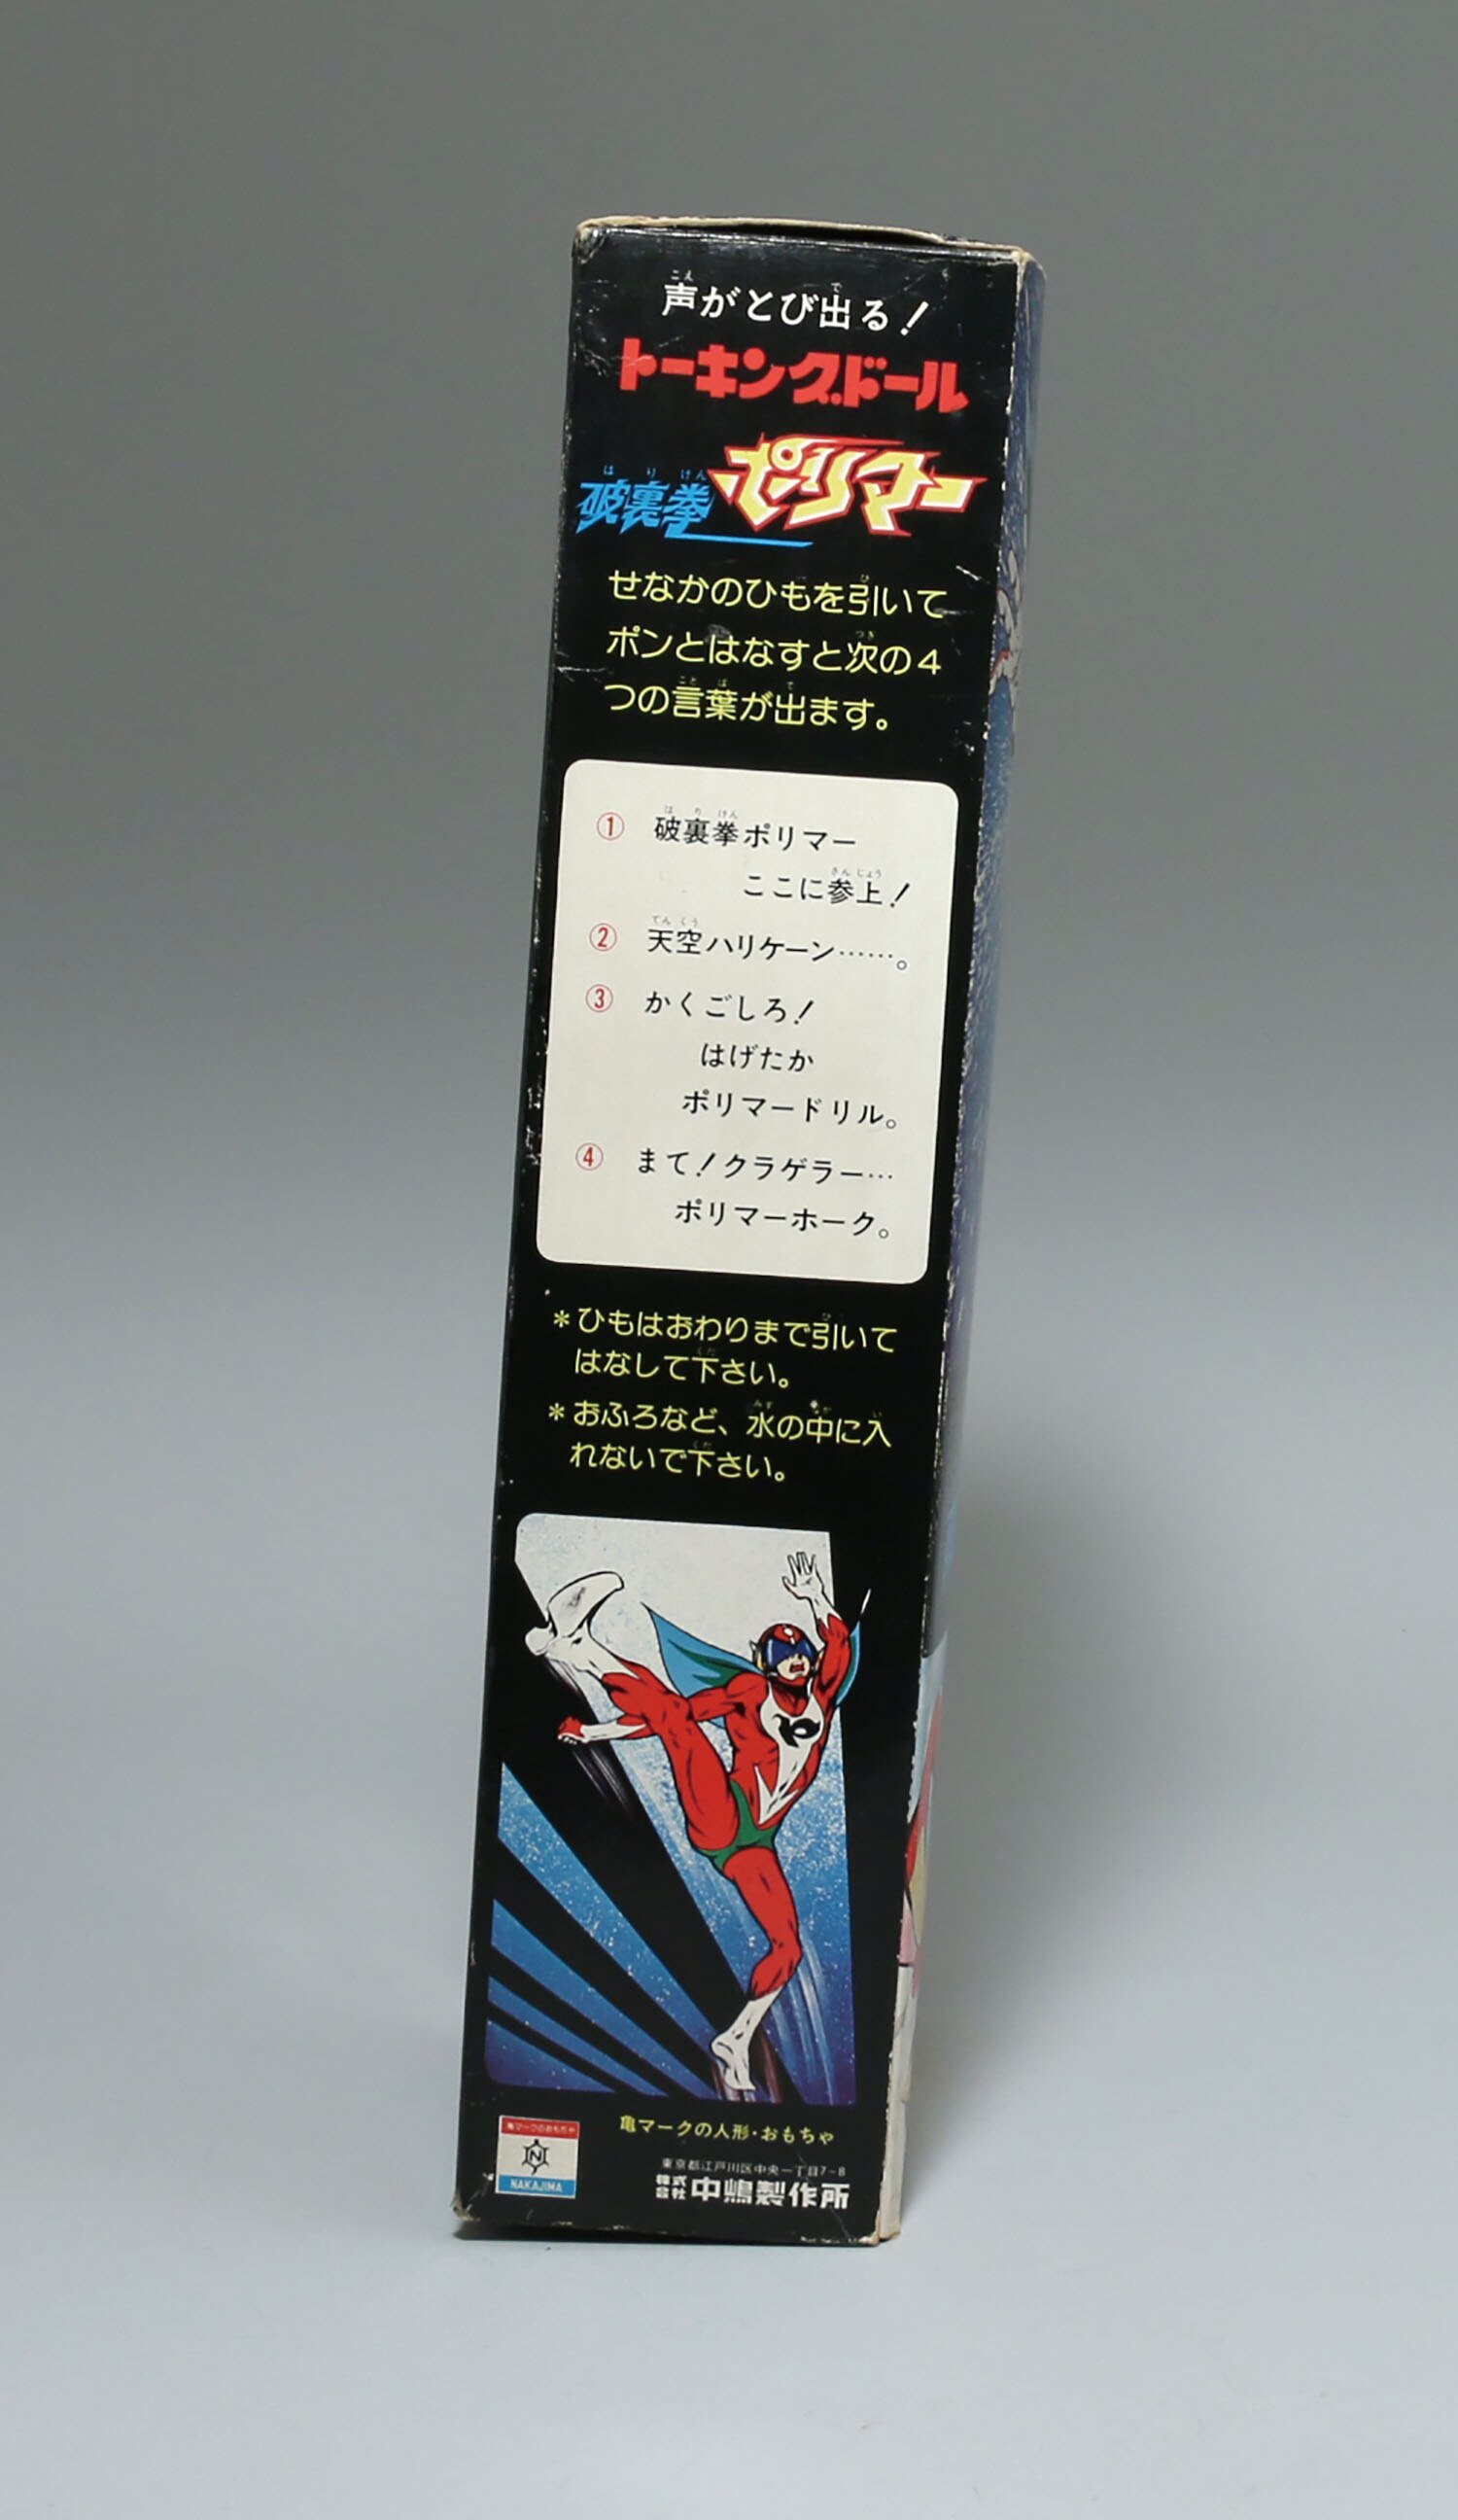 声がとび出る!
トーキングドール
破裏拳ポリマー
せなかのひもを引いて
ポンとはなすと次の4
つの言葉が出ます。
① 破裏拳ポリマー
ここに参上!
② 天空ハリケーン……。
③ かくごしろ!
はげたか
ポリマードリル。
④ まて!クラゲラー…
ポリマーホーク。
*ひもはおわりまで引いて
はなして下さい。
*おふろなど、水の中に入
れないで下さい。
亀マークのおもちゃ
N
NAKAJIMA
亀マークの人形・おもちゃ
東京都江戸川区中央一丁目7-8
株式会社 中嶋製作所